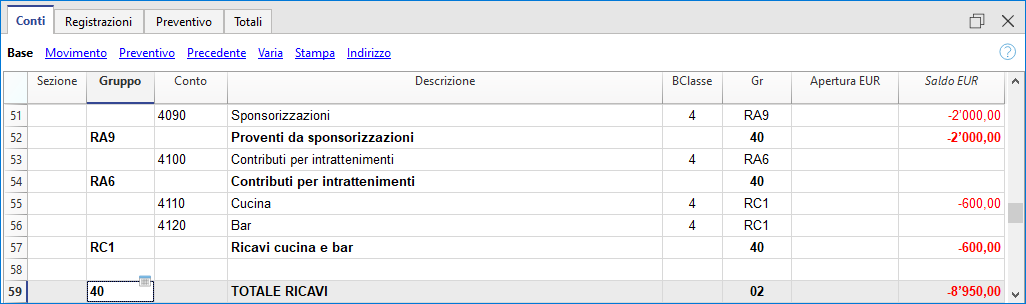 Conti Registrazioni Preventivo Totali
Base Movimento Preventivo Precedente Varia Stampa Indirizzo ?
Sezione Gruppo Conto Descrizione BClasse Gr Apertura EUR Saldo EUR
51 4090 Sponsorizzazioni 4 RA9 -2'000,00
52 RA9 Proventi da sponsorizzazioni 40 -2'000,00
53 4100 Contributi per intrattenimenti 4 RA6
54 RA6 Contributi per intrattenimenti 40
55 4110 Cucina 4 RC1 -600,00
56 4120 Bar 4 RC1
57 RC1 Ricavi cucina e bar 40 -600,00
58
59 40 TOTALE RICAVI 02 -8'950,00